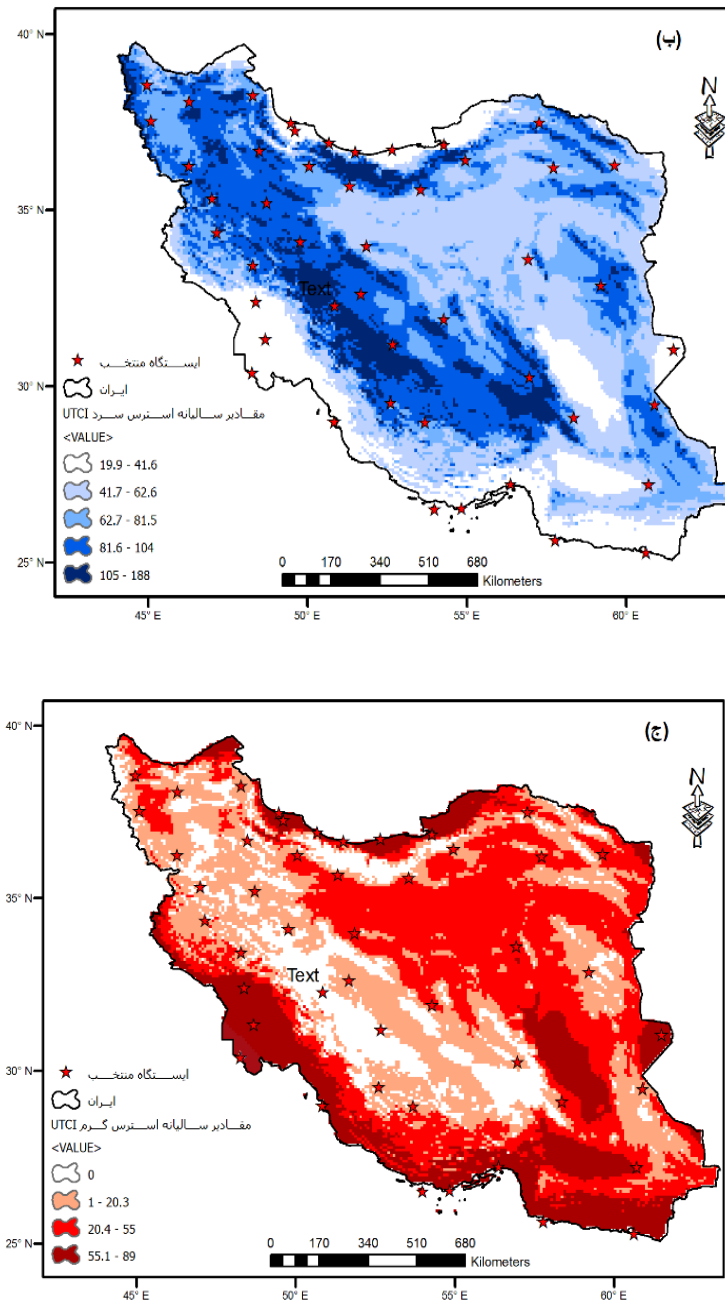 (ب)
N
40° N
35° N
30° N
25° N
Text
ایستگاه منتخب
ایران
مقادیر سالیانه استرس سرد UTCI
<VALUE>
19.9 - 41.6
41.7 - 62.6
62.7 - 81.5
81.6 - 104
105 - 188
0 170 340 510 680
Kilometers
45° E 50° E 55° E 60° E
(ج)
N
40° N
35° N
30° N
25° N
Text
ایستگاه منتخب
ایران
مقادیر سالیانه استرس گرم UTCI
<VALUE>
0
1 - 20.3
20.4 - 55
55.1 - 89
0 170 340 510 680
Kilometers
45° E 50° E 55° E 60° E